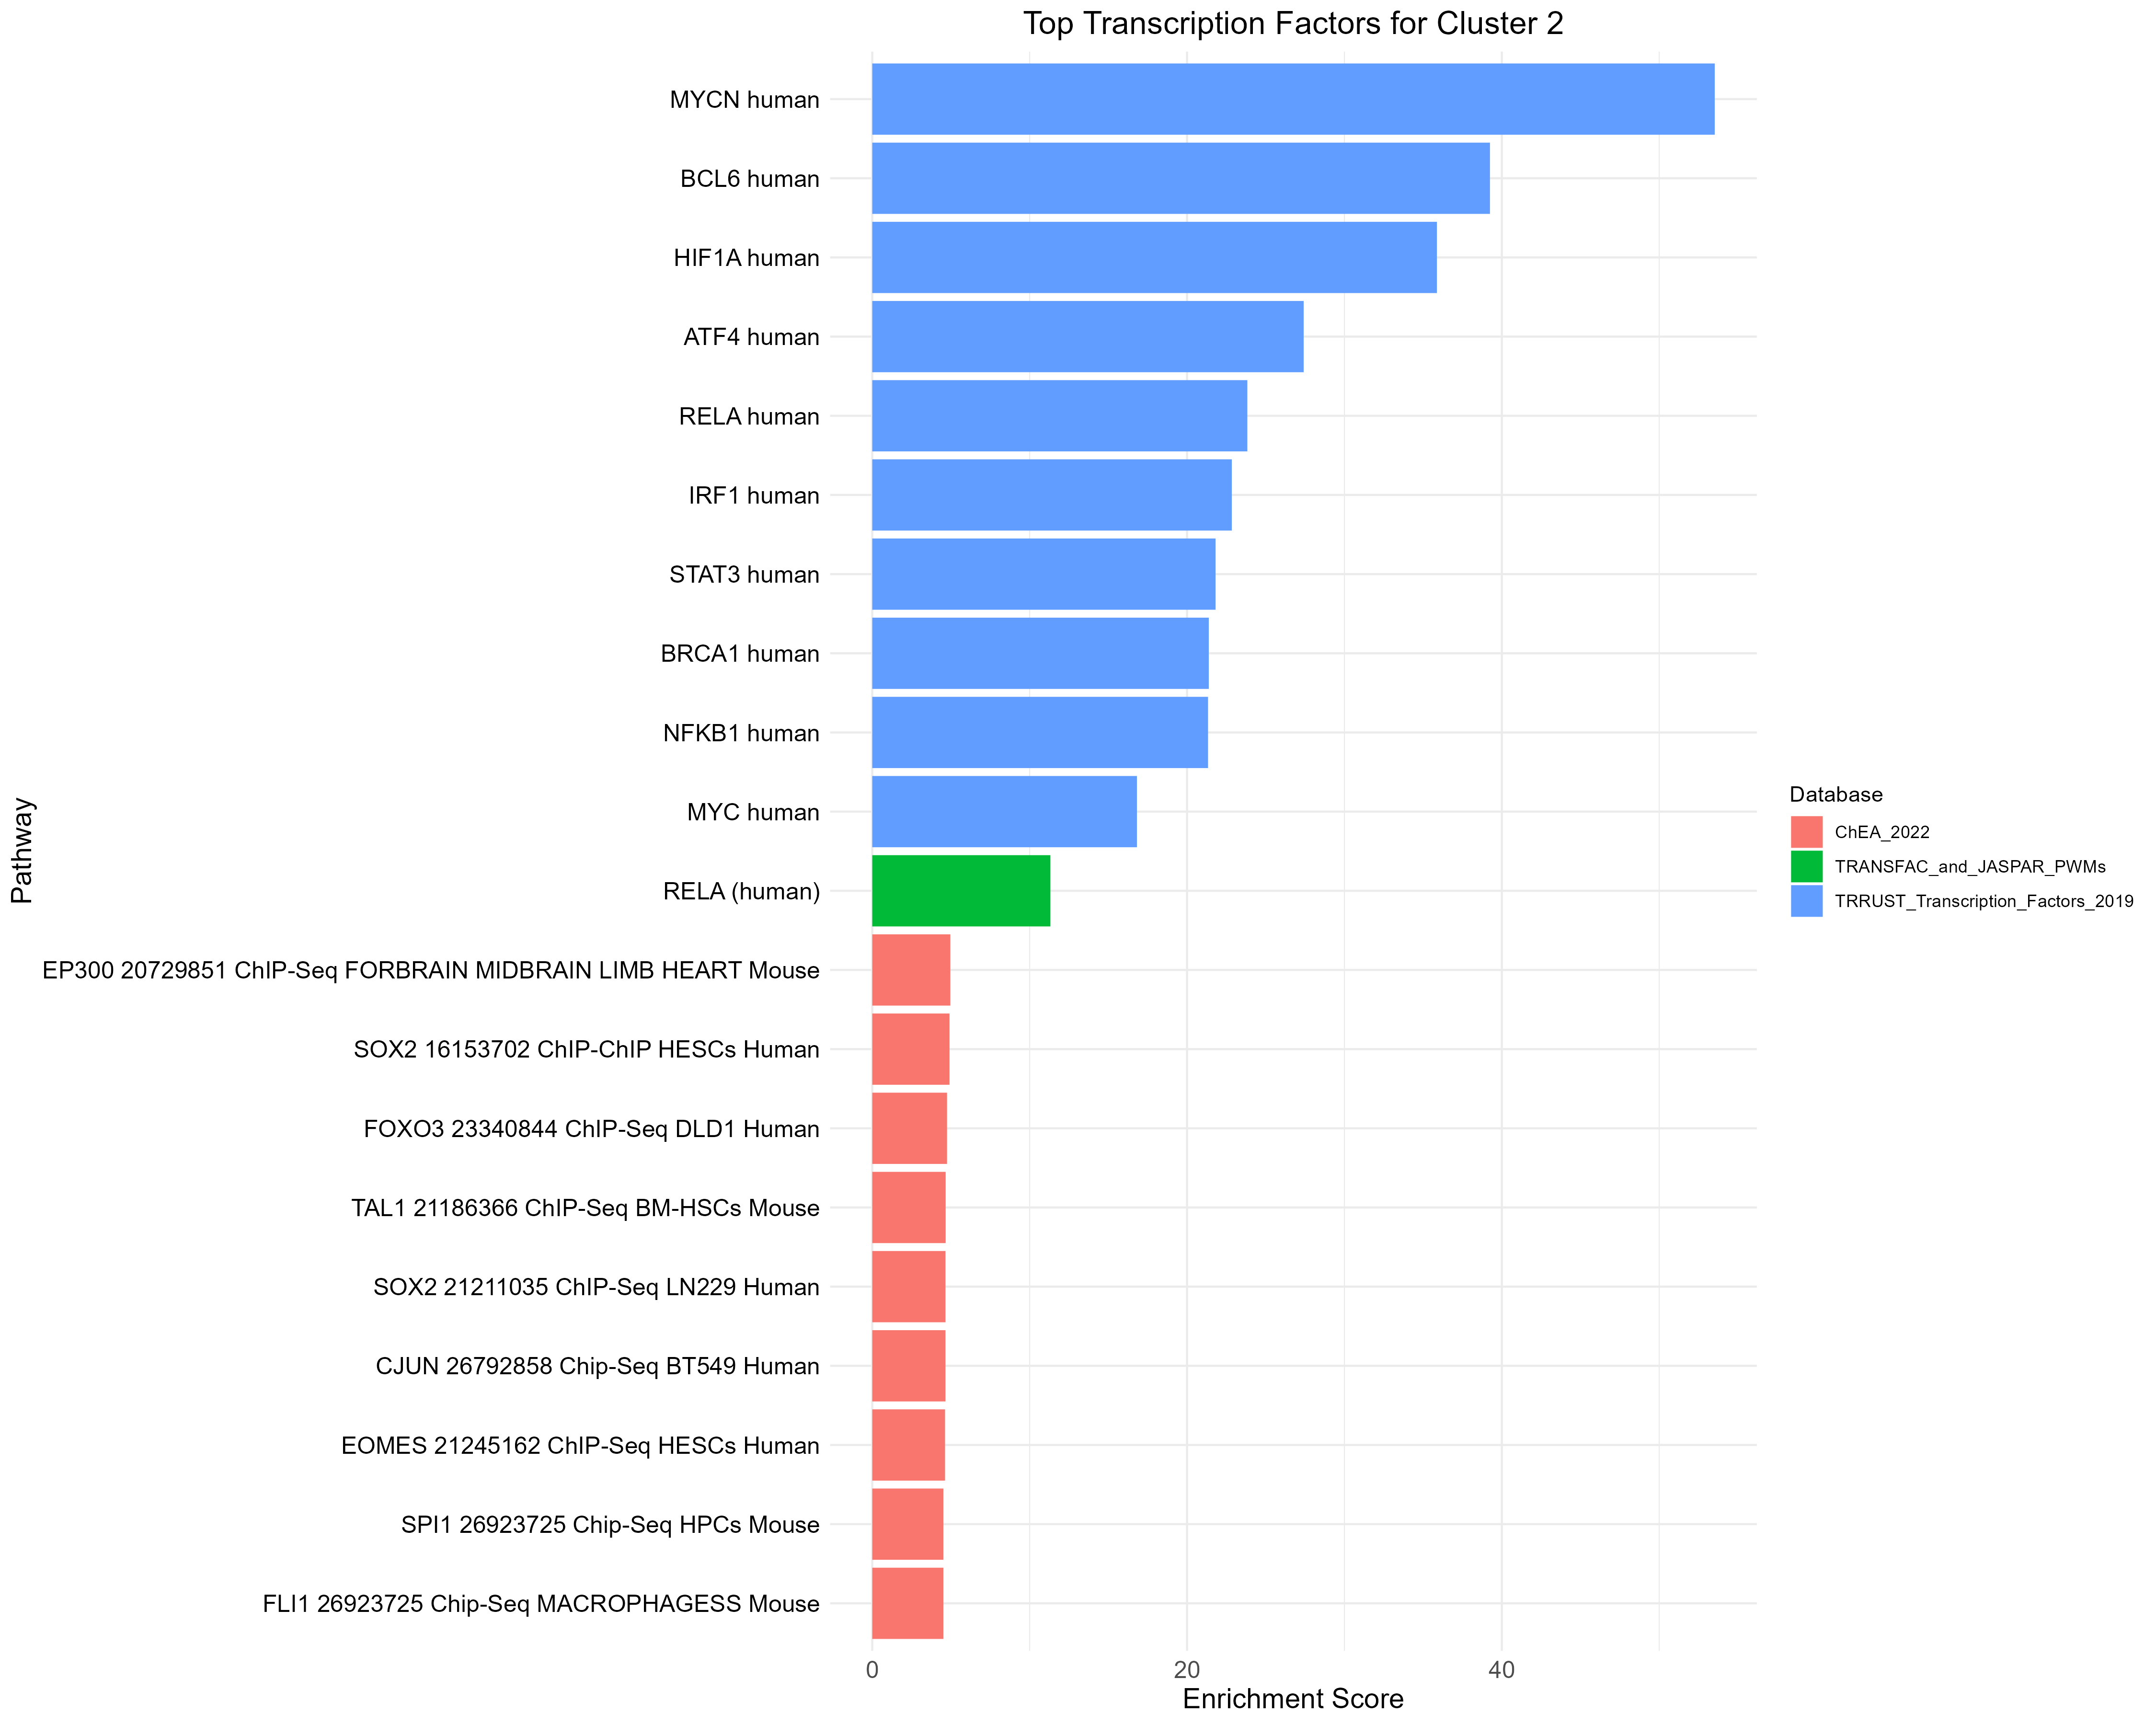 Top Transcription Factors for Cluster 2
MYCN human
BCL6 human
HIF1A human
ATF4 human
RELA human
IRF1 human
STAT3 human
BRCA1 human
NFKB1 human
MYC human
RELA (human)
EP300 20729851 ChIP-Seq FORBRAIN MIDBRAIN LIMB HEART Mouse
SOX2 16153702 ChIP-ChIP HESCs Human
FOXO3 23340844 ChIP-Seq DLD1 Human
TAL1 21186366 ChIP-Seq BM-HSCs Mouse
SOX2 21211035 ChIP-Seq LN229 Human
CJUN 26792858 Chip-Seq BT549 Human
EOMES 21245162 ChIP-Seq HESCs Human
SPI1 26923725 Chip-Seq HPCs Mouse
FLI1 26923725 Chip-Seq MACROPHAGESS Mouse
Pathway
0 20 40
Enrichment Score
Database
ChEA_2022
TRANSFAC_and_JASPAR_PWMs
TRRUST_Transcription_Factors_2019